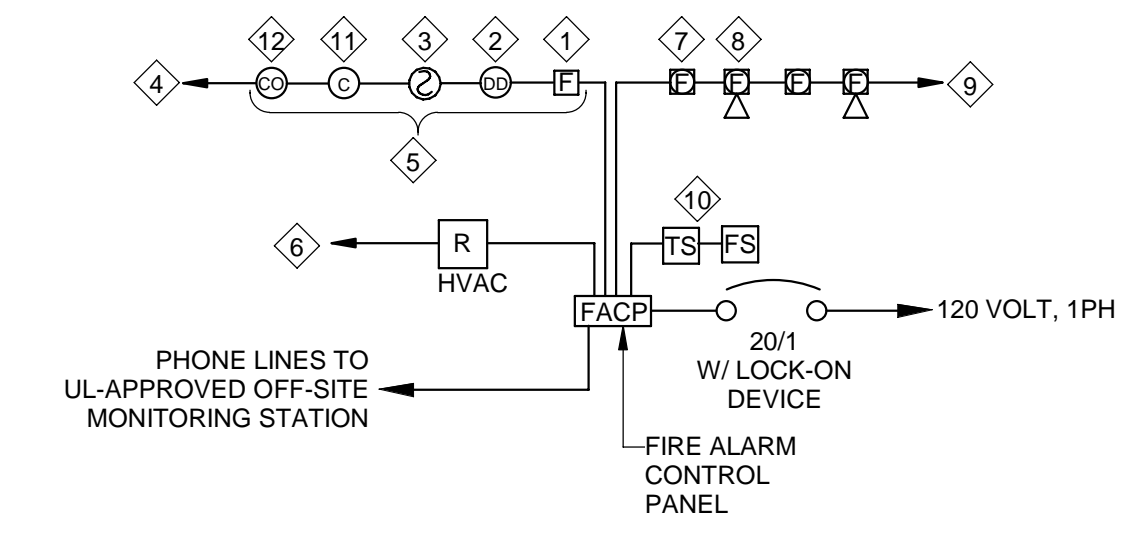 12
11
3
2
1
7
8
4
CO
C
DD
F
F
F
F
F
9
5
10
6
R
TS
FS
HVAC
FACP
120 VOLT, 1PH
20/1
W/ LOCK-ON
DEVICE
PHONE LINES TO
UL-APPROVED OFF-SITE
MONITORING STATION
FIRE ALARM
CONTROL
PANEL